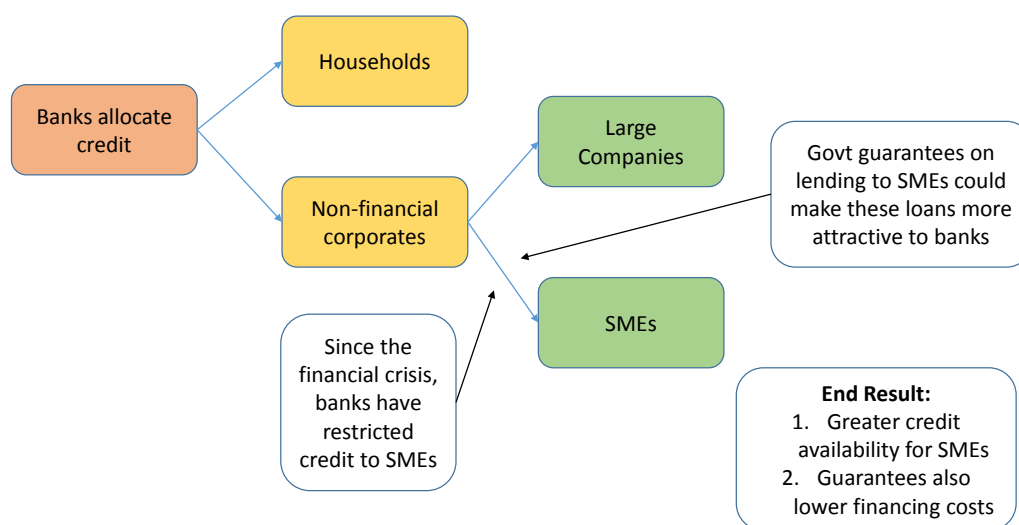 Households
Banks allocate
credit
Large
Companies
Govt guarantees on
lending to SMEs could
make these loans more
attractive to banks
Non-financial
corporates
SMEs
Since the
financial crisis,
banks have
restricted
credit to SMEs
End Result:
1. Greater credit
availability for SMEs
2. Guarantees also
lower financing costs